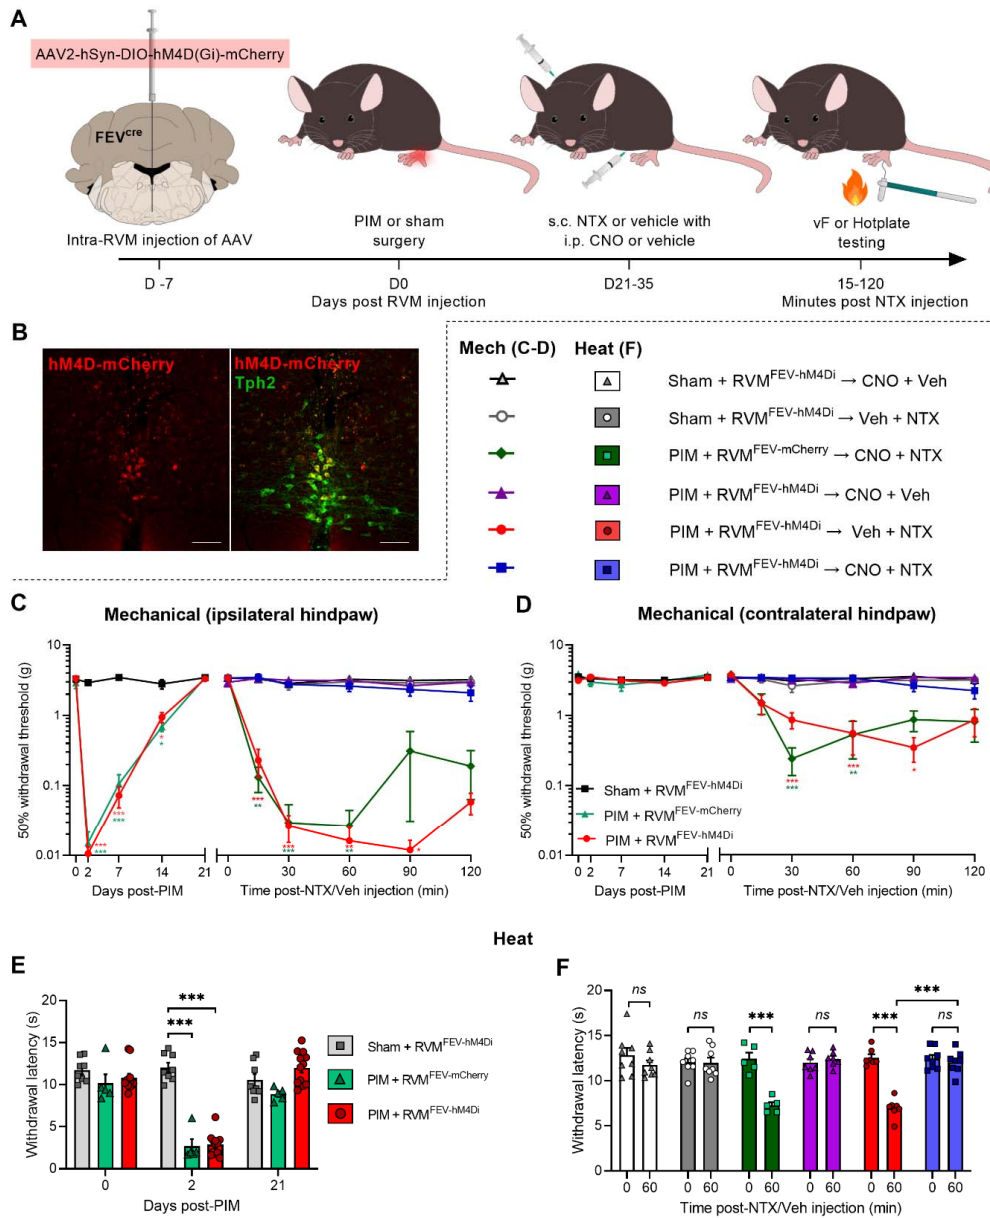 A
AAV2-hSyn-DIO-hM4D(Gi)-mCherry
FEVcre
Intra-RVM injection of AAV
PIM or sham
surgery
s.c. NTX or vehicle with
i.p. CNO or vehicle
vF or Hotplate
testing
D -7
D0
D21-35
15-120
Days post RVM injection
Minutes post NTX injection
B
hM4D-mCherry
hM4D-mCherry
Tph2
Mech (C-D) Heat (F)
Sham + RVMFEV-hM4Di → CNO + Veh
Sham + RVMFEV-hM4Di → Veh + NTX
PIM + RVMFEV-mCherry → CNO + NTX
PIM + RVMFEV-hM4Di → CNO + Veh
PIM + RVMFEV-hM4Di → Veh + NTX
PIM + RVMFEV-hM4Di → CNO + NTX
C
Mechanical (ipsilateral hindpaw)
50% withdrawal threshold (g)
10
1
0.1
0.01
*
*
***
***
***
***
***
**
***
***
**
**
*
0 2 7 14 21
0 15 30 60 90 120
Days post-PIM
Time post-NTX/Veh injection (min)
D
Mechanical (contralateral hindpaw)
50% withdrawal threshold (g)
10
1
0.1
0.01
***
***
***
**
*
Sham + RVMFEV-hM4Di
PIM + RVMFEV-mCherry
PIM + RVMFEV-hM4Di
0 2 7 14 21
0 15 30 60 90 120
Days post-PIM
Time post-NTX/Veh injection (min)
Heat
E
Withdrawal latency (s)
20
15
10
5
0
***
***
0 2 21
Days post-PIM
Sham + RVMFEV-hM4Di
PIM + RVMFEV-mCherry
PIM + RVMFEV-hM4Di
F
Withdrawal latency (s)
20
15
10
5
0
ns
ns
***
ns
***
***
ns
0 60 0 60 0 60 0 60 0 60 0 60
Time post-NTX/Veh injection (min)